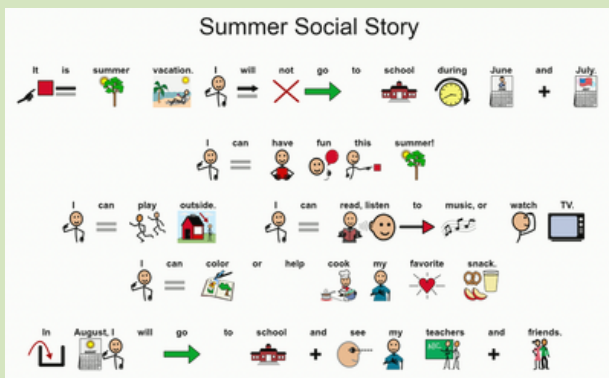 Summer Social Story
It is summer vacation. I will not go to school during June and July.
I can have fun this summer!
I can play outside. I can read, listen to music, or watch TV.
I can color or help cook my favorite snack.
In August, I will go to school and see my teachers and friends.